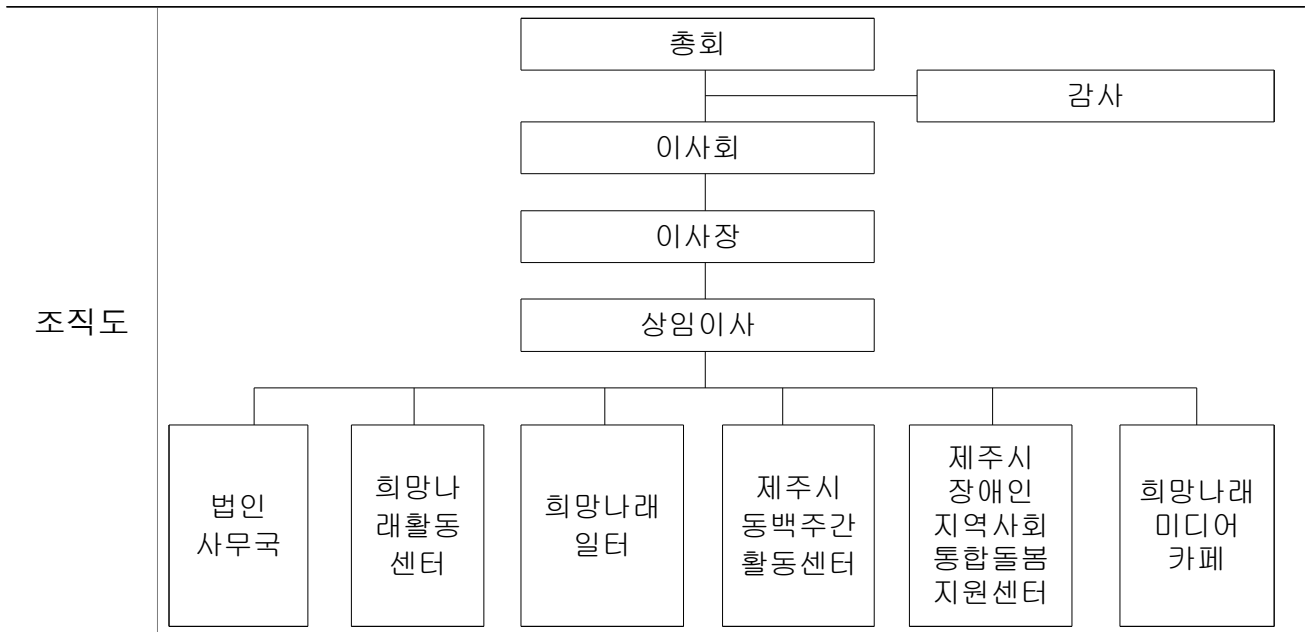 조직도
총회
감사
이사회
이사장
상임이사
법인
사무국
희망나
래활동
센터
희망나래
일터
제주시
동백주간
활동센터
제주시
장애인
지역사회
통합돌봄
지원센터
희망나래
미디어
카페